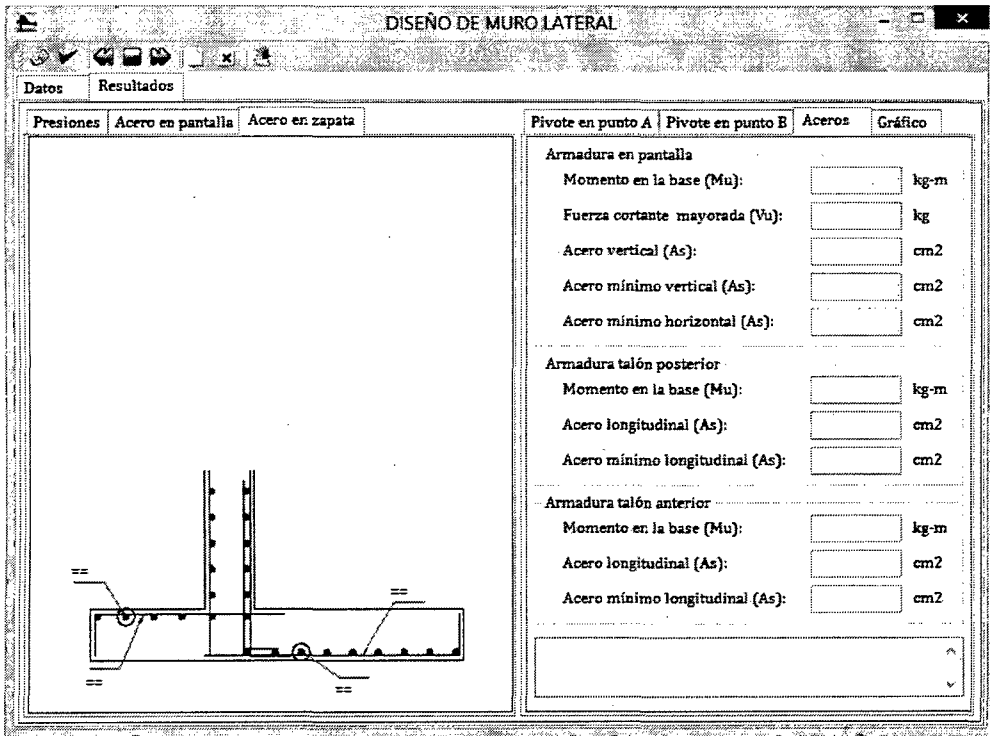 DISEÑO DE MURO LATERAL
Datos Resultados
Presiones Acero en pantalla Acero en zapata
Pivote en punto A Pivote en punto B Aceros Gráfico
Armadura en pantalla
Momento en la base (Mu): kg-m
Fuerza cortante mayorada (Vu): kg
Acero vertical (As): cm2
Acero mínimo vertical (As): cm2
Acero mínimo horizontal (As): cm2
Armadura talón posterior
Momento en la base (Mu): kg-m
Acero longitudinal (As): cm2
Acero mínimo longitudinal (As): cm2
Armadura talón anterior
Momento en la base (Mu): kg-m
Acero longitudinal (As): cm2
Acero mínimo longitudinal (As): cm2
==
==
==
==